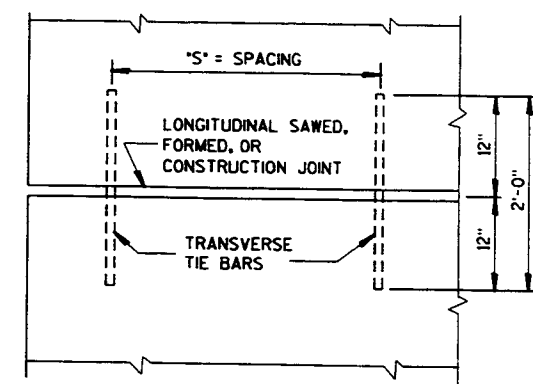 "S" = SPACING
LONGITUDINAL SAWED,
FORMED, OR
CONSTRUCTION JOINT
12"
2'-0"
12"
TRANSVERSE
TIE BARS